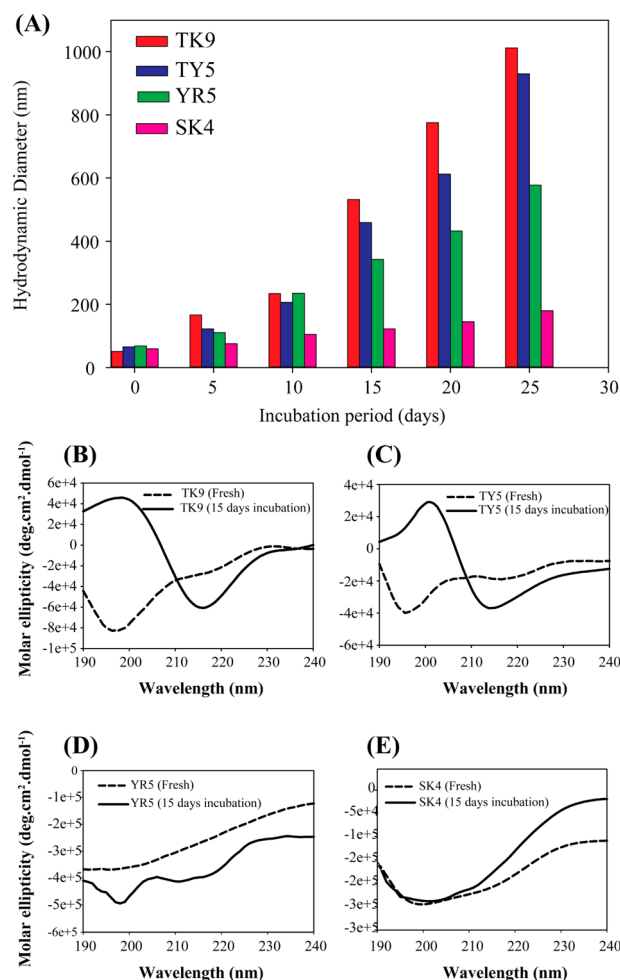 (A)
TK9
TY5
YR5
SK4
Hydrodynamic Diameter (nm)
1000
800
600
400
200
0
0 5 10 15 20 25 30
Incubation period (days)
(B)
TK9 (Fresh)
TK9 (15 days incubation)
Molar ellipticity (deg.cm².dmol⁻¹)
6e+4
4e+4
2e+4
0
-2e+4
-4e+4
-6e+4
-8e+4
-1e+5
190 200 210 220 230 240
Wavelength (nm)
(C)
TY5 (Fresh)
TY5 (15 days incubation)
4e+4
2e+4
0
-2e+4
-4e+4
6e+4
190 200 210 220 230 240
Wavelength (nm)
(D)
YR5 (Fresh)
YR5 (15 days incubation)
Molar ellipticity (deg.cm².dmol⁻¹)
0
-1e+5
-2e+5
-3e+5
-4e+5
-5e+5
-6e+5
190 200 210 220 230 240
Wavelength (nm)
(E)
SK4 (Fresh)
SK4 (15 days incubation)
0
-5e+4
-1e+5
-2e+5
-2e+5
-3e+5
-3e+5
190 200 210 220 230 240
Wavelength (nm)